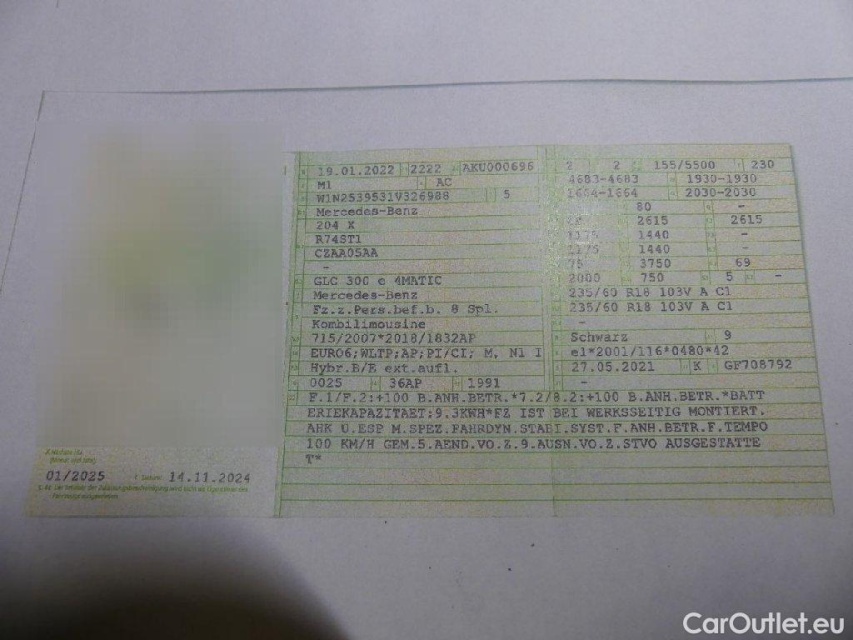 19.01.2022 2222 AKU000696
M1 AC
W1N2539531V326988 5
Mercedes-Benz
204 X
R74ST1
CZAA05AA
-
GLC 300 e 4MATIC
Mercedes-Benz
Fz.z.Pers.bef.b. 8 Spl.
Kombilimousine
715/2007*2018/1832AP
EURO6;WLTP;AP;PI/CI; M, N1 I
Hybr.B/E ext.aufl.
0025 36AP 1991
2 2 155/5500 230
4683-4683 1930-1930
1644-1664 2030-2030
80 -
2615 2615
1175 1440 -
1175 1440 -
75 3750 69
2000 750 5 -
235/60 R18 103V A C1
235/60 R18 103V A C1
-
Schwarz 9
e1*2001/116*0480*42
27.05.2021 K GF708792
-
F.1/F.2:+100 B.ANH.BETR.*7.2/8.2:+100 B.ANH.BETR.*BATT
ERIEKAPAZITAET:9.3KWH*FZ IST BEI WERKSSEITIG MONTIERT.
AHK U.ESP M.SPEZ.FAHRDYN.STABI.SYST.F.ANH.BETR.F.TEMPO
100 KM/H GEM.5.AEND.VO.Z.9.AUSN.VO.Z.STVO AUSGESTATTE
T*
01/2025 14.11.2024
CarOutlet.eu